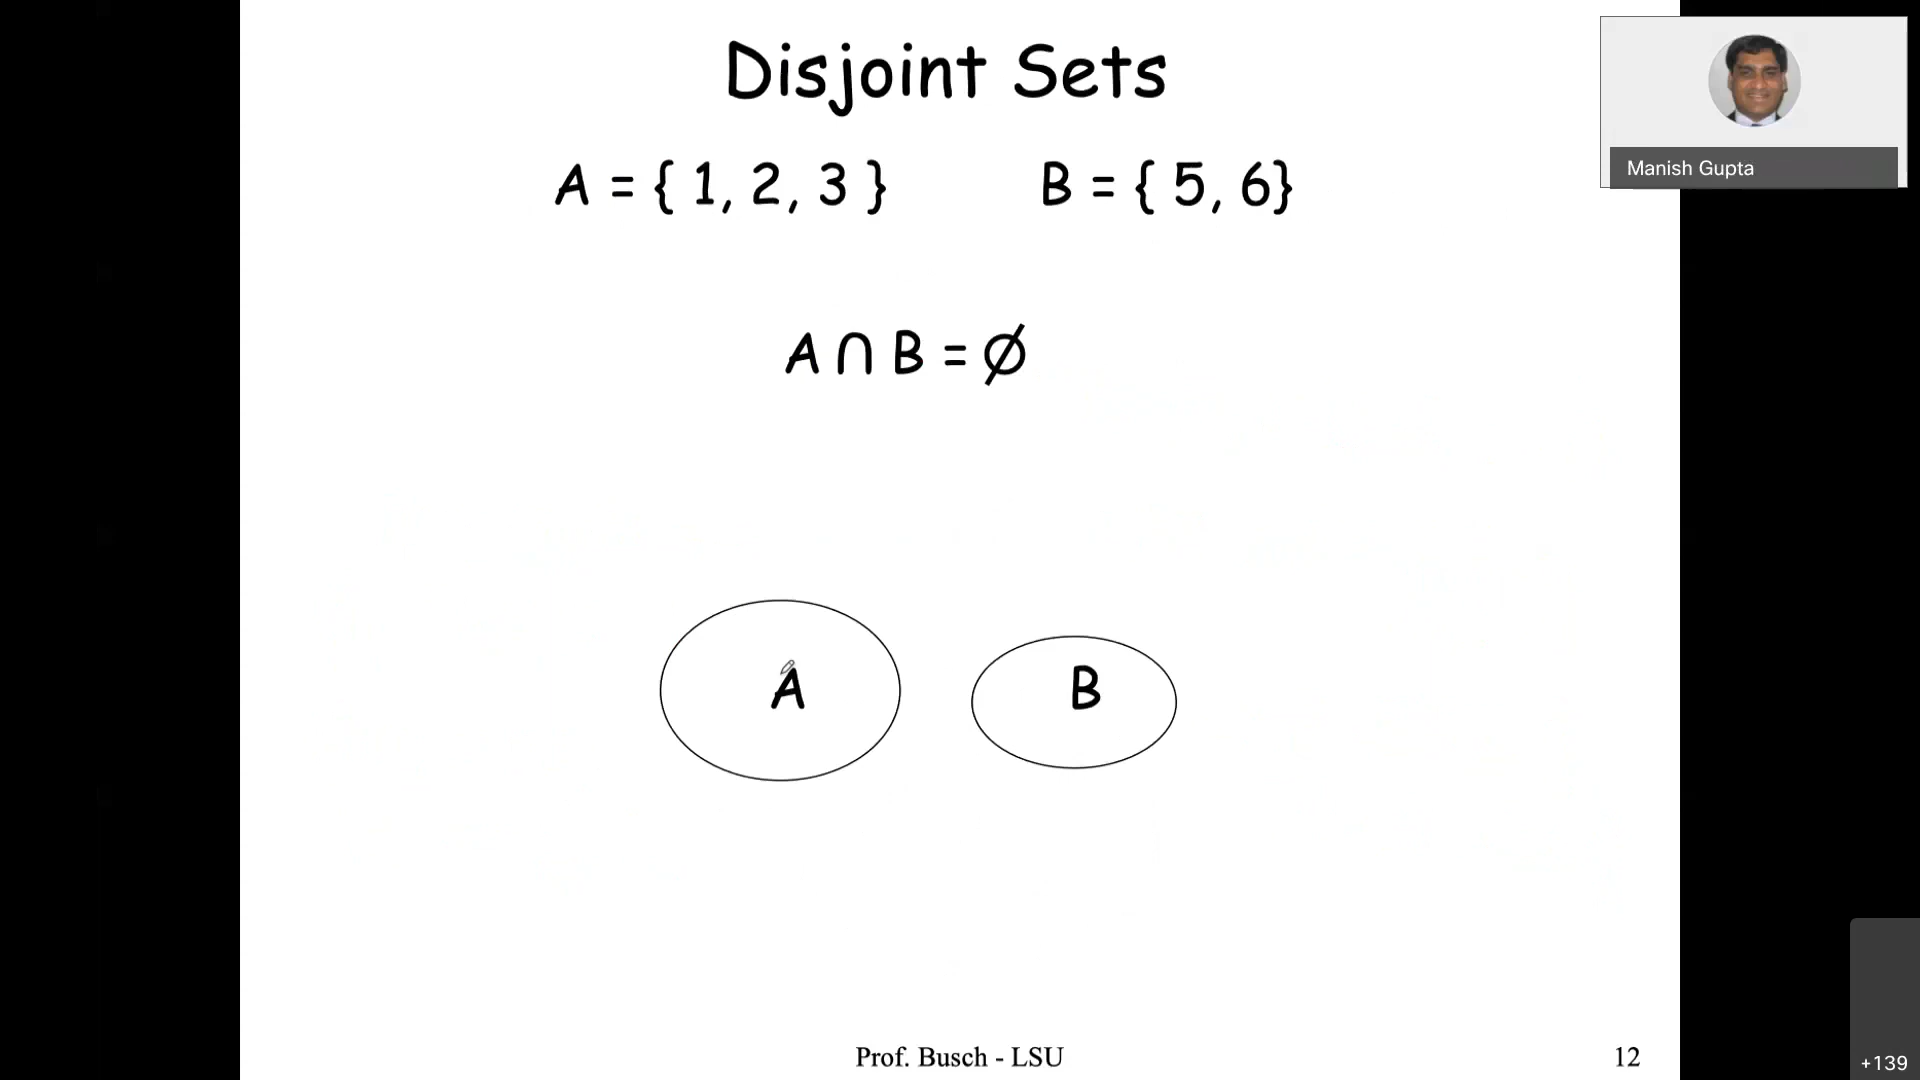 Disjoint Sets
A = { 1, 2, 3 } B = { 5, 6}
A ∩ B = ∅
A B
Prof. Busch - LSU 12
Manish Gupta
+139